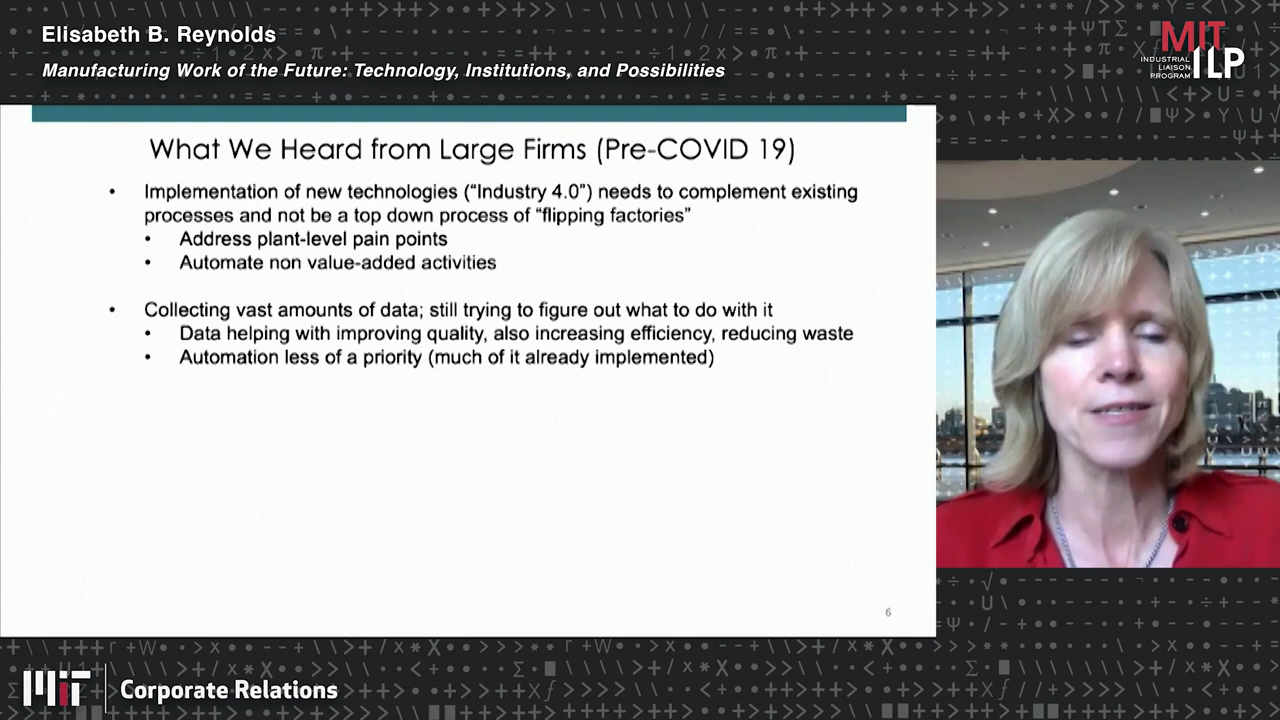 Elisabeth B. Reynolds
Manufacturing Work of the Future: Technology, Institutions, and Possibilities
MIT
INDUSTRIAL
LIAISON
PROGRAM
ILP
What We Heard from Large Firms (Pre-COVID 19)
• Implementation of new technologies (“Industry 4.0”) needs to complement existing
processes and not be a top down process of “flipping factories”
• Address plant-level pain points
• Automate non value-added activities
• Collecting vast amounts of data; still trying to figure out what to do with it
• Data helping with improving quality, also increasing efficiency, reducing waste
• Automation less of a priority (much of it already implemented)
6
MIT
Corporate Relations